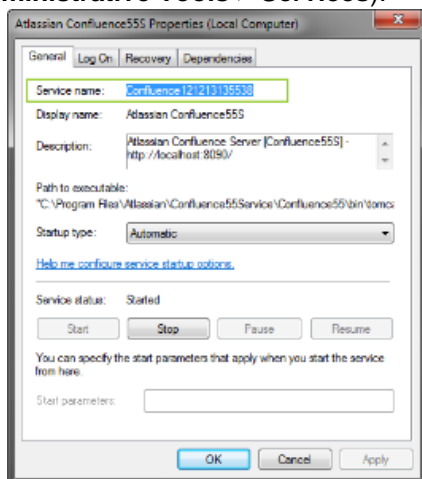 ministrative Tools > Services).
Atlassian Confluence55S Properties (Local Computer)
General Log On Recovery Dependencies
Service name: Confluence121213135538
Display name: Atlassian Confluence55S
Description: Atlassian Confluence Server [Confluence55S] -
http://localhost:8090/
Path to executable:
"C:\Program Files\Atlassian\Confluence55Service\Confluence55\bin\tomca
Startup type: Automatic
Help me configure service startup options.
Service status: Started
Start Stop Pause Resume
You can specify the start parameters that apply when you start the service
from here.
Start parameters:
OK Cancel Apply